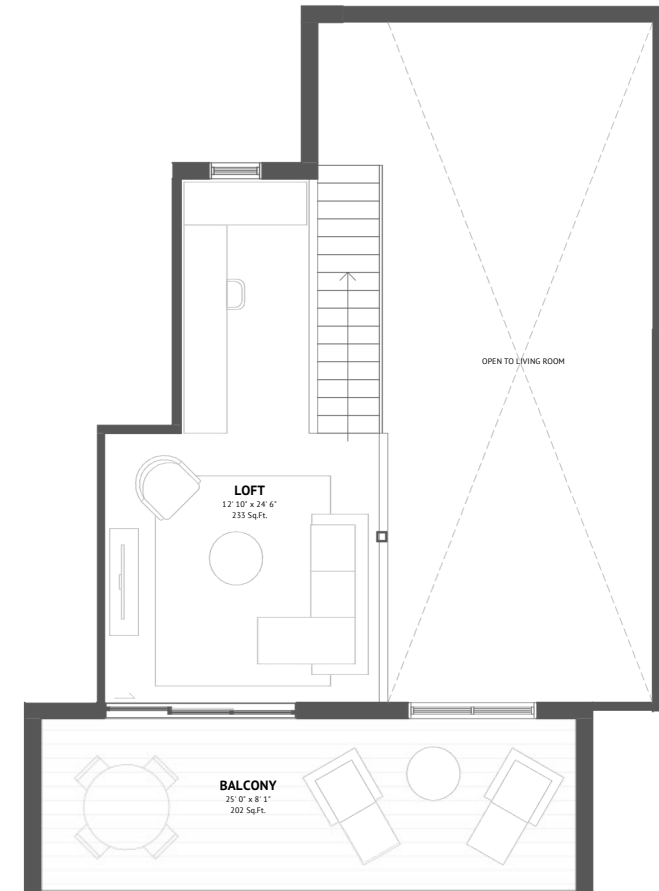 OPEN TO LIVING ROOM
LOFT
12' 10" x 24' 6"
233 Sq.Ft.
BALCONY
25' 0" x 8' 1"
202 Sq.Ft.